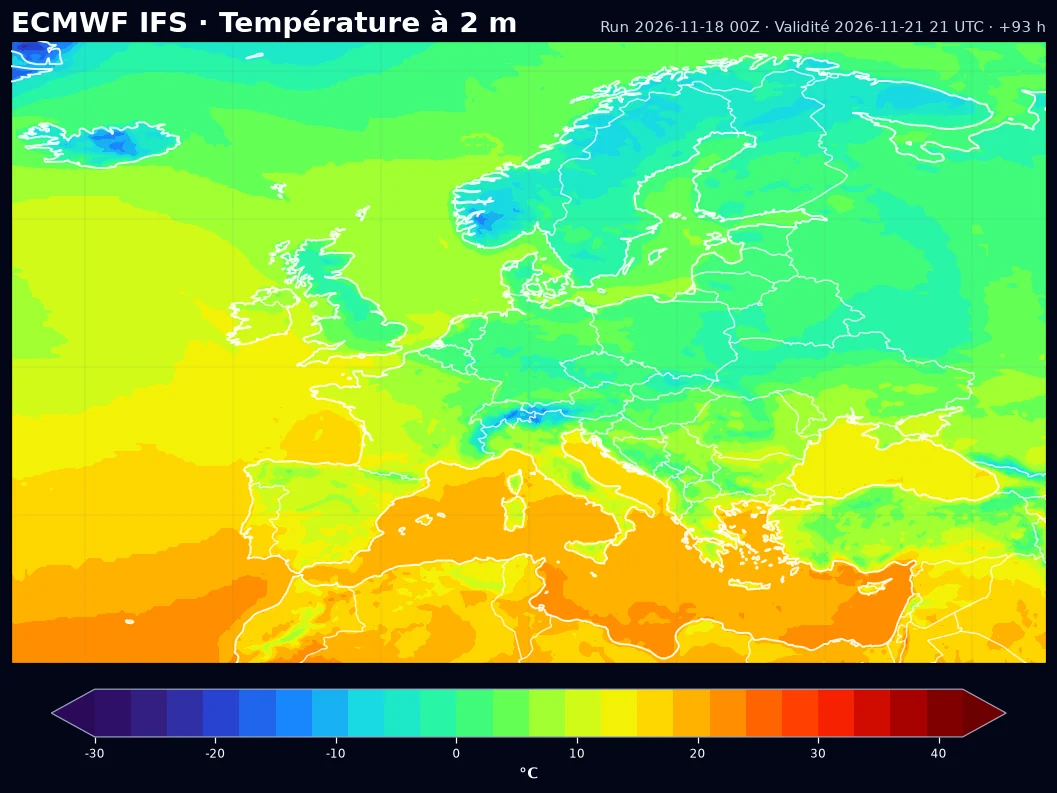 ECMWF IFS · Température à 2 m
Run 2026-11-18 00Z · Validité 2026-11-21 21 UTC · +93 h
-30 -20 -10 0 10 20 30 40
°C